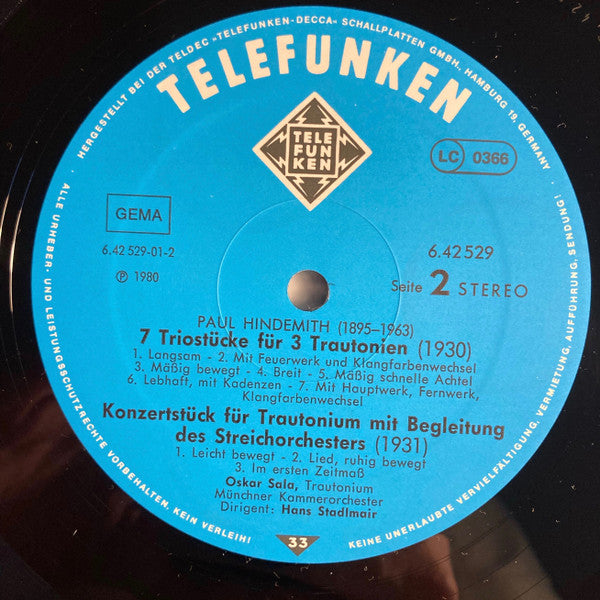 HERGESTELLT BEI DER TELDEC »TELEFUNKEN-DECCA« SCHALLPLATTEN GMBH., HAMBURG 19, GERMANY
TELEFUNKEN
TELE
FUN
KEN
LC 0366
GEMA
6.42 529-01-2
6.42529
℗ 1980
Seite 2 STEREO
PAUL HINDEMITH (1895–1963)
7 Triostücke für 3 Trautonien (1930)
1. Langsam - 2. Mit Feuerwerk und Klangfarbenwechsel
3. Mäßig bewegt - 4. Breit - 5. Mäßig schnelle Achtel
6. Lebhaft, mit Kadenzen - 7. Mit Hauptwerk, Fernwerk,
Klangfarbenwechsel
Konzertstück für Trautonium mit Begleitung
des Streichorchesters (1931)
1. Leicht bewegt - 2. Lied, ruhig bewegt
3. Im ersten Zeitmaß
Oskar Sala, Trautonium
Münchner Kammerorchester
Dirigent: Hans Stadlmair
33
ALLE URHEBER- UND LEISTUNGSSCHUTZRECHTE VORBEHALTEN. KEIN VERLEIH!
KEINE UNERLAUBTE VERVIELFÄLTIGUNG, VERMIETUNG, AUFFÜHRUNG, SENDUNG!